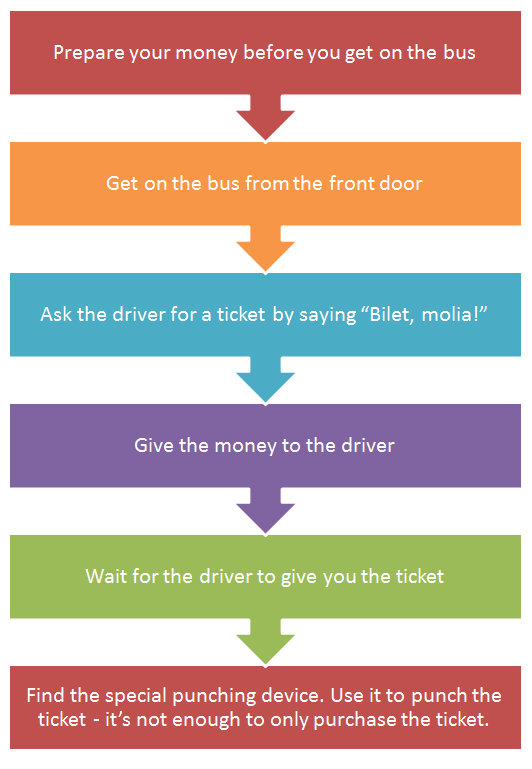 Prepare your money before you get on the bus
Get on the bus from the front door
Ask the driver for a ticket by saying “Bilet, molia!”
Give the money to the driver
Wait for the driver to give you the ticket
Find the special punching device. Use it to punch the
ticket - it’s not enough to only purchase the ticket.